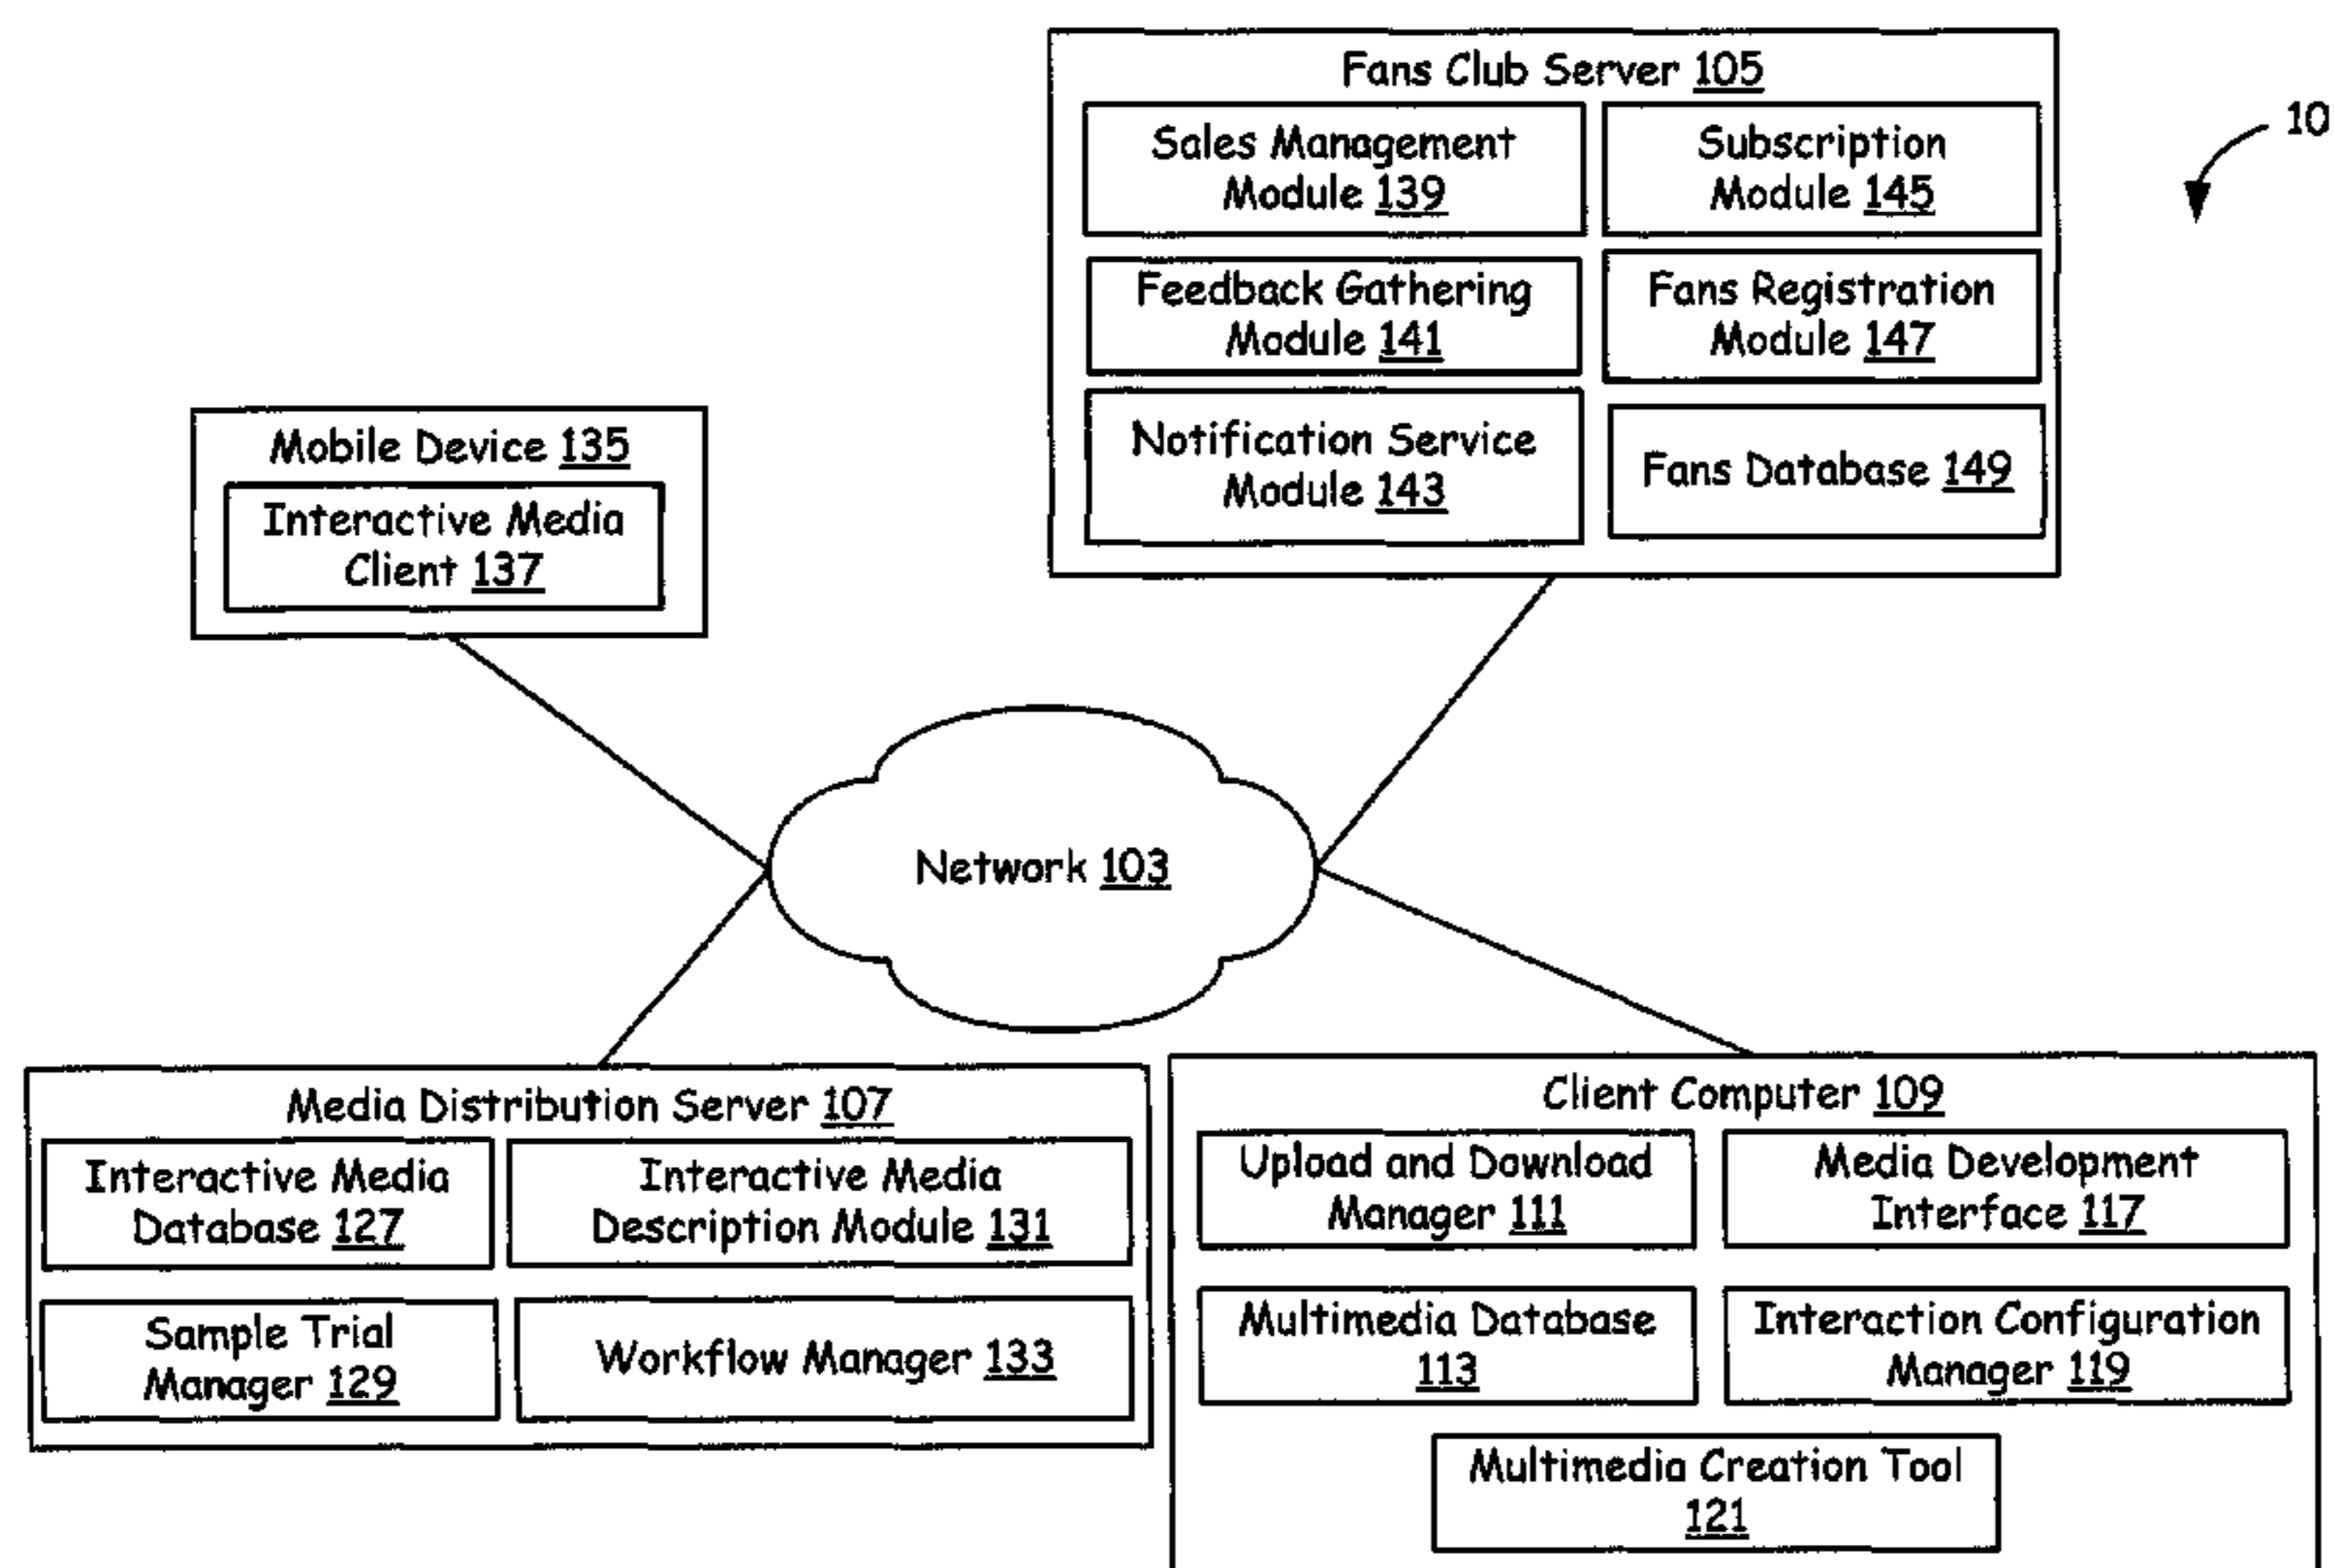 Fans Club Server 105
10
Sales Management
Module 139
Subscription
Module 145
Feedback Gathering
Module 141
Fans Registration
Module 147
Notification Service
Module 143
Fans Database 149
Mobile Device 135
Interactive Media
Client 137
Network 103
Media Distribution Server 107
Interactive Media
Database 127
Interactive Media
Description Module 131
Sample Trial
Manager 129
Workflow Manager 133
Client Computer 109
Upload and Download
Manager 111
Media Development
Interface 117
Multimedia Database
113
Interaction Configuration
Manager 119
Multimedia Creation Tool
121